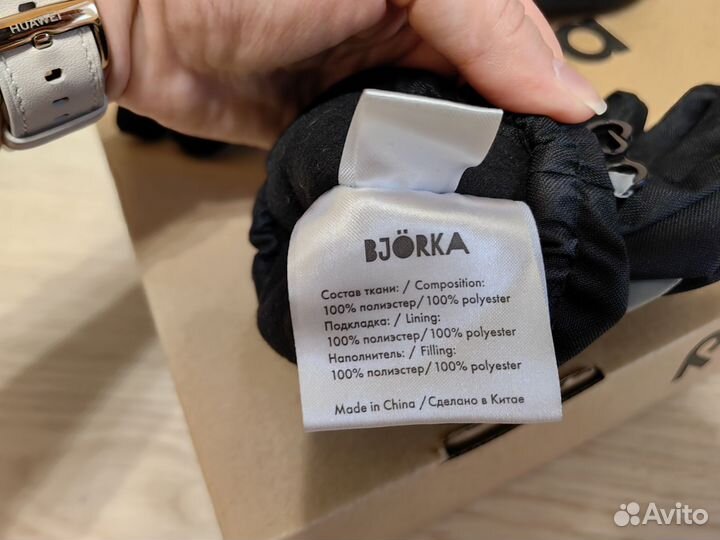 HUAWEI
BJÖRKA
Состав ткани: / Composition:
100% полиэстер/100% polyester
Подкладка: / Lining:
100% полиэстер/100% polyester
Наполнитель: / Filling:
100% полиэстер/100% polyester
Made in China /Сделано в Китае
Avito